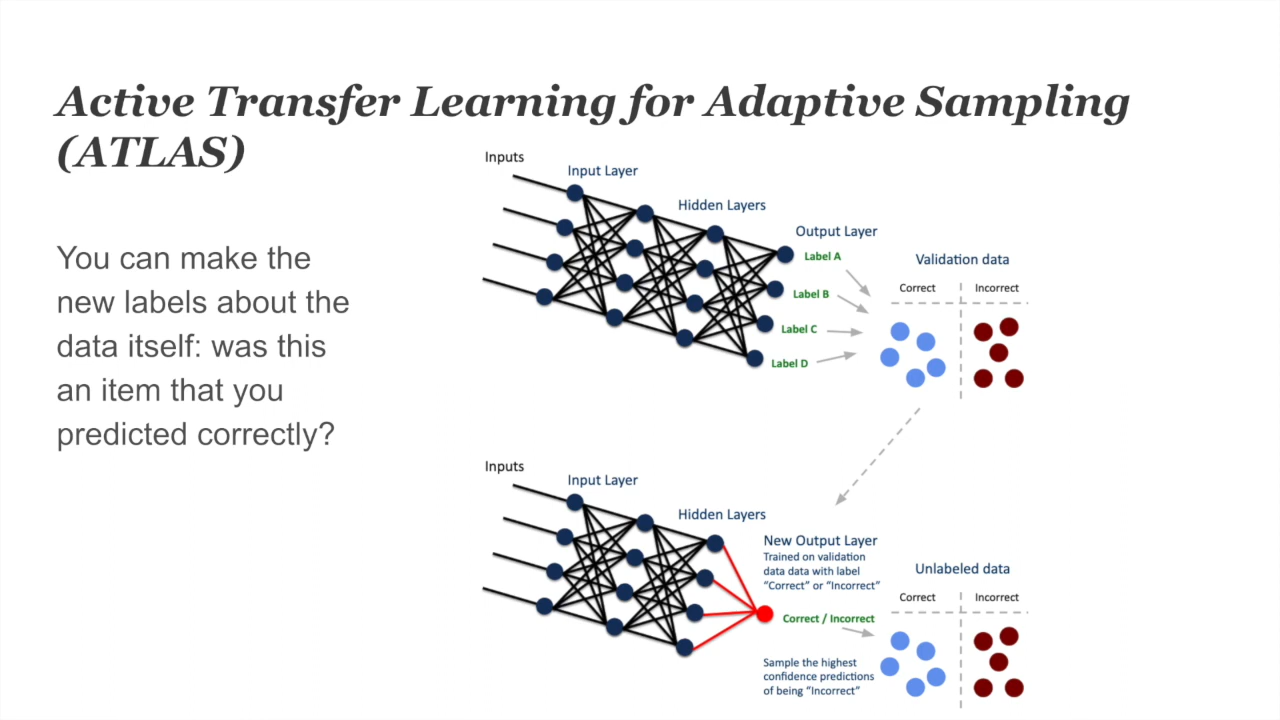 Active Transfer Learning for Adaptive Sampling
(ATLAS)
You can make the
new labels about the
data itself: was this
an item that you
predicted correctly?
Inputs
Input Layer
Hidden Layers
Output Layer
Label A
Label B
Label C
Label D
Validation data
Correct
Incorrect
Inputs
Input Layer
Hidden Layers
New Output Layer
Trained on validation
data data with label
“Correct” or “Incorrect”
Correct / Incorrect
Sample the highest
confidence predictions
of being “Incorrect”
Unlabeled data
Correct
Incorrect